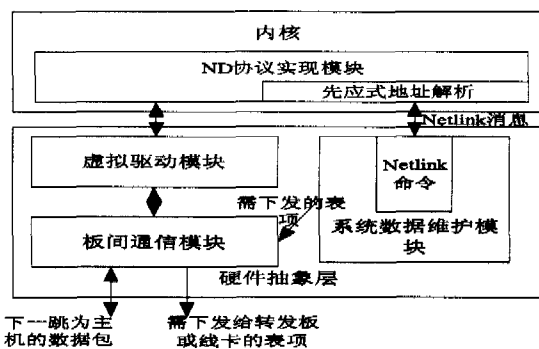 内核
ND协议实现模块
先应式地址解析
Netlink消息
虚拟驱动模块
Netlink
命令
需下发的表
项
系统数据维护模
块
板间通信模块
硬件抽象层
下一跳为主
机的数据包
需下发给转发板
或线卡的表项